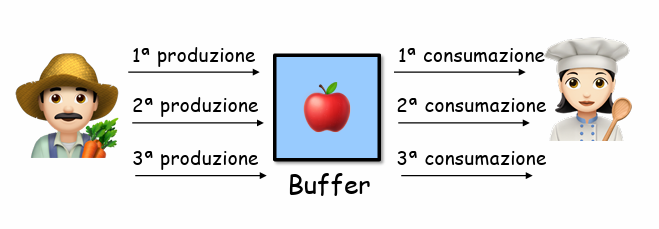 1ª produzione
1ª consumazione
2ª produzione
2ª consumazione
3ª produzione
3ª consumazione
Buffer